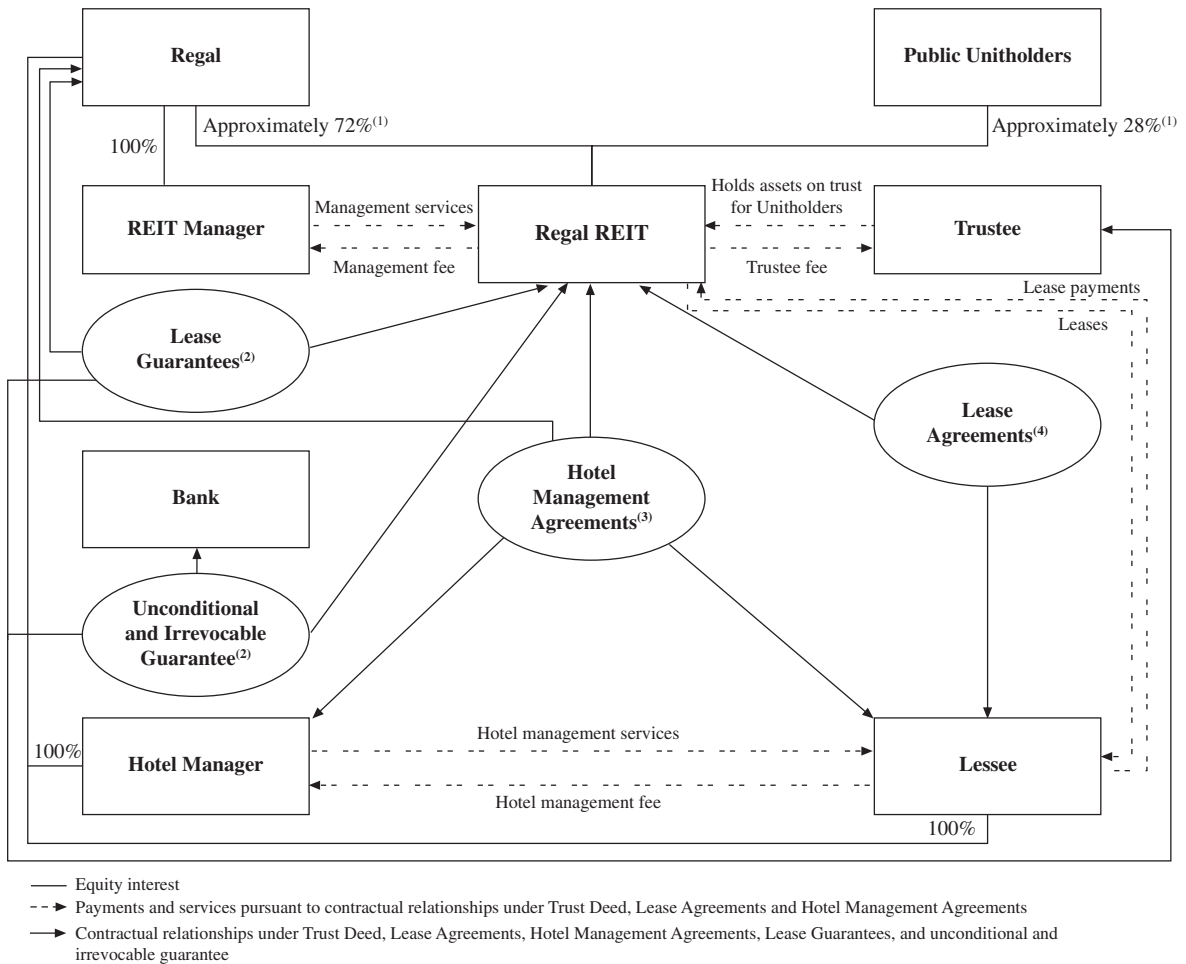 Regal
Public Unitholders
Approximately 72%(1)
Approximately 28%(1)
100%
REIT Manager
Management services
Management fee
Regal REIT
Holds assets on trust
for Unitholders
Trustee fee
Trustee
Lease payments
Leases
Lease
Guarantees(2)
Lease
Agreements(4)
Bank
Hotel
Management
Agreements(3)
Unconditional
and Irrevocable
Guarantee(2)
100%
Hotel Manager
Hotel management services
Hotel management fee
Lessee
100%
Equity interest
Payments and services pursuant to contractual relationships under Trust Deed, Lease Agreements and Hotel Management Agreements
Contractual relationships under Trust Deed, Lease Agreements, Hotel Management Agreements, Lease Guarantees, and unconditional and
irrevocable guarantee